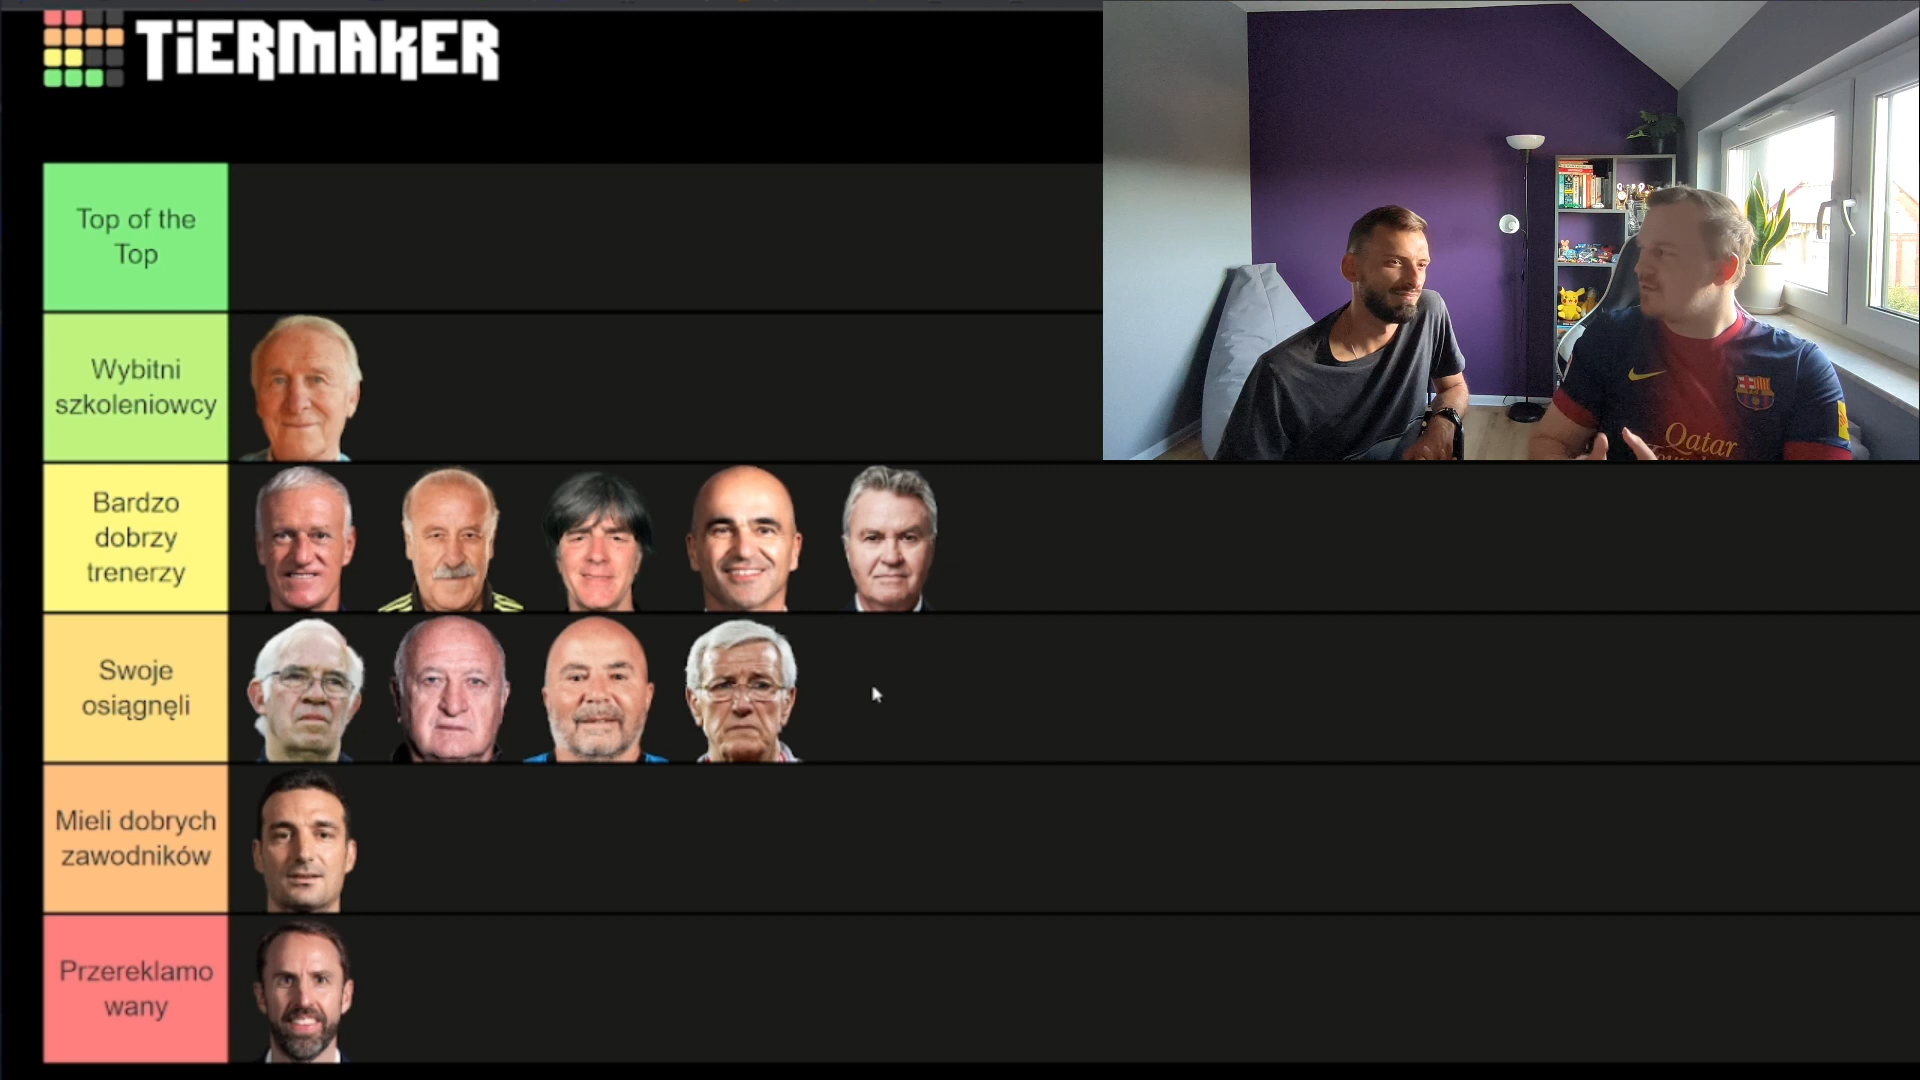 TiERMAKER
Top of the
Top
Wybitni
szkoleniowcy
Bardzo
dobrzy
trenerzy
Swoje
osiągnęli
Mieli dobrych
zawodników
Przereklamo
wany
Qatar